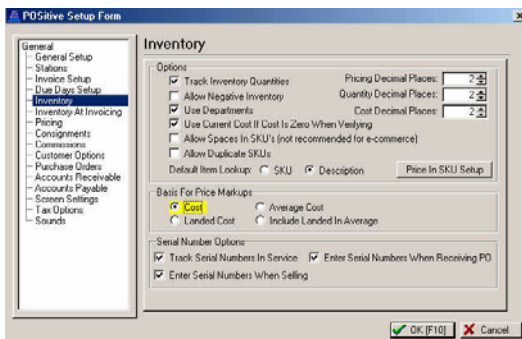 POSitive Setup Form
General
General Setup
Stations
Invoice Setup
Due Days Setup
Inventory
Inventory At Invoicing
Pricing
Consignments
Commissions
Customer Options
Purchase Orders
Accounts Receivable
Accounts Payable
Screen Settings
Tax Options
Sounds
Inventory
Options
Track Inventory Quantities
Pricing Decimal Places: 2
Allow Negative Inventory
Quantity Decimal Places: 2
Use Departments
Cost Decimal Places: 2
Use Current Cost If Cost Is Zero When Verifying
Allow Spaces In SKU's (not recommended for e-commerce)
Allow Duplicate SKUs
Default Item Lookup: SKU Description Price In SKU Setup
Basis For Price Markups
Cost Average Cost
Landed Cost Include Landed In Average
Serial Number Options
Track Serial Numbers In Service Enter Serial Numbers When Receiving PO
Enter Serial Numbers When Selling
OK [F10] Cancel